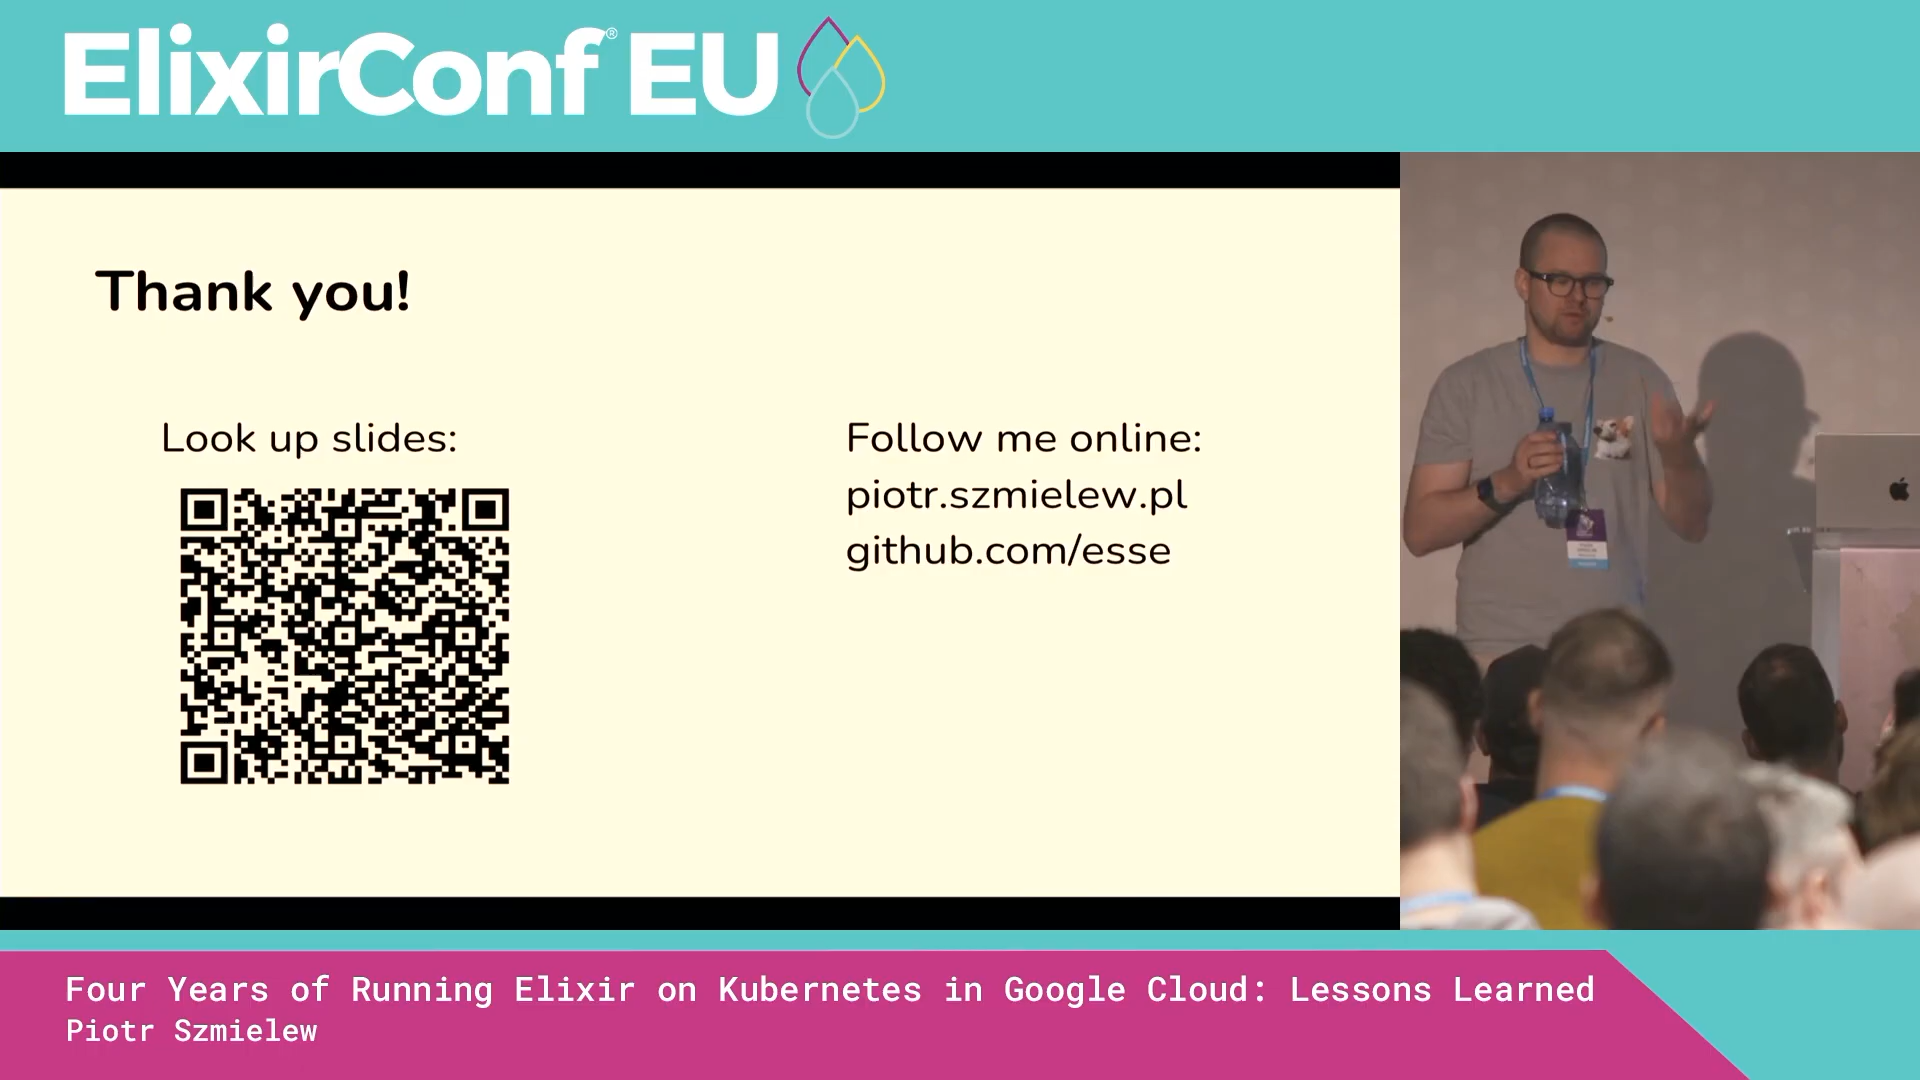 ElixirConf® EU
Thank you!
Look up slides:
Follow me online:
piotr.szmielew.pl
github.com/esse
Four Years of Running Elixir on Kubernetes in Google Cloud: Lessons Learned
Piotr Szmielew